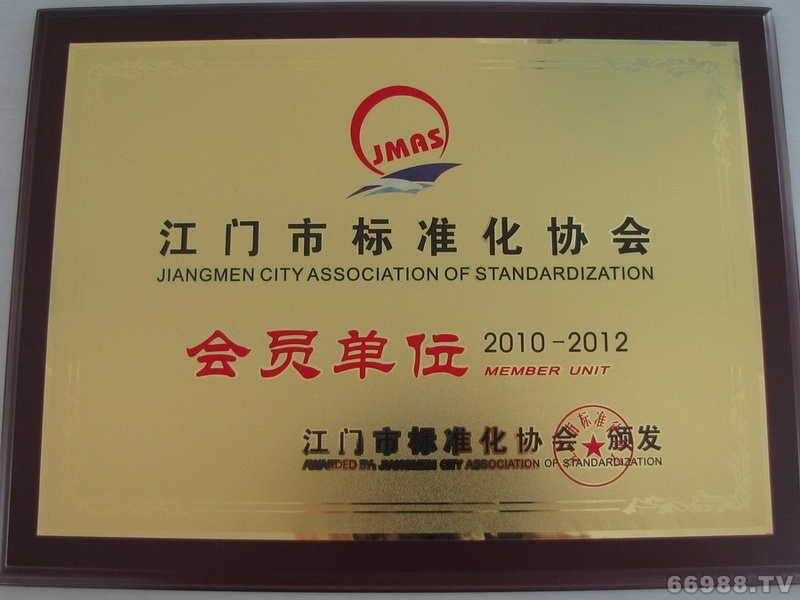 JMAS
江门市标准化协会
JIANGMEN CITY ASSOCIATION OF STANDARDIZATION
会员单位 2010-2012
MEMBER UNIT
江门市标准化协会 颁发
AWARDED BY: JIANGMEN CITY ASSOCIATION OF STANDARDIZATION
66988.TV